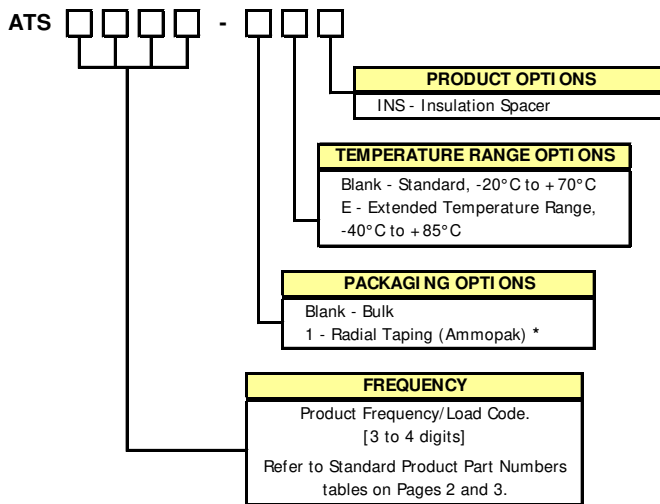 ATS -
PRODUCT OPTIONS
INS - Insulation Spacer
TEMPERATURE RANGE OPTIONS
Blank - Standard, -20°C to +70°C
E - Extended Temperature Range,
-40°C to +85°C
PACKAGING OPTIONS
Blank - Bulk
1 - Radial Taping (Ammopak) *
FREQUENCY
Product Frequency/Load Code.
[3 to 4 digits]
Refer to Standard Product Part Numbers
tables on Pages 2 and 3.